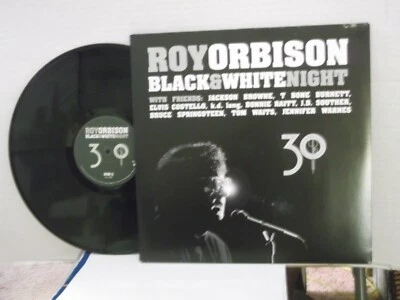 ROYORBISON
BLACK&WHITENIGHT
WITH FRIENDS: JACKSON BROWNE, T BONE BURNETT,
ELVIS COSTELLO, k.d. lang, BONNIE RAITT, J.D. SOUTHER,
BRUCE SPRINGSTEEN, TOM WAITS, JENNIFER WARNES
30
ROYORBISON
BLACK&WHITENIGHT
30